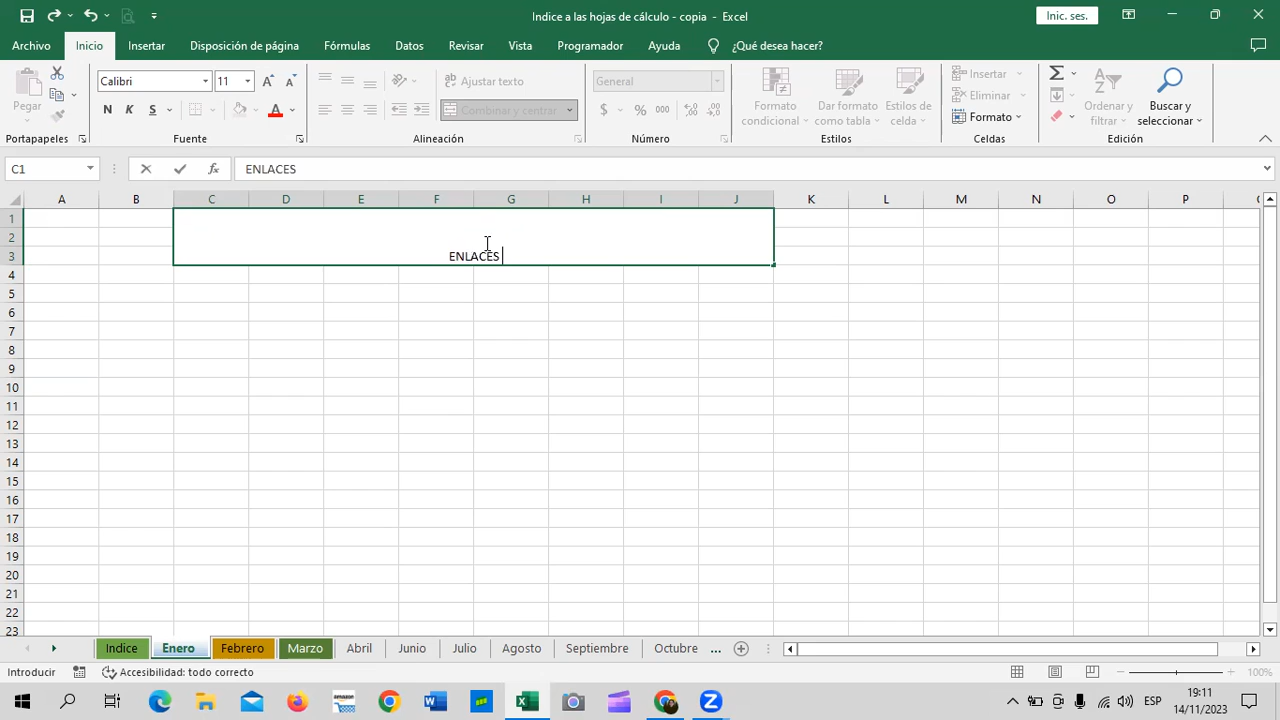 Indice a las hojas de cálculo - copia - Excel
Inic. ses.
Archivo Inicio Insertar Disposición de página Fórmulas Datos Revisar Vista Programador Ayuda ¿Qué desea hacer?
Pegar
Calibri 11
N K S
Ajustar texto
Combinar y centrar
General
$ % 000
Formato condicional
Dar formato como tabla
Estilos de celda
Insertar
Eliminar
Formato
Ordenar y filtrar
Buscar y seleccionar
Portapapeles Fuente Alineación Número Estilos Celdas Edición
C1 fx ENLACES
A B C D E F G H I J K L M N O P
1
2
3 ENLACES
4
5
6
7
8
9
10
11
12
13
14
15
16
17
18
19
20
21
22
23
Indice Enero Febrero Marzo Abril Junio Julio Agosto Septiembre Octubre ...
Introducir Accesibilidad: todo correcto 100%
ESP 19:11
14/11/2023